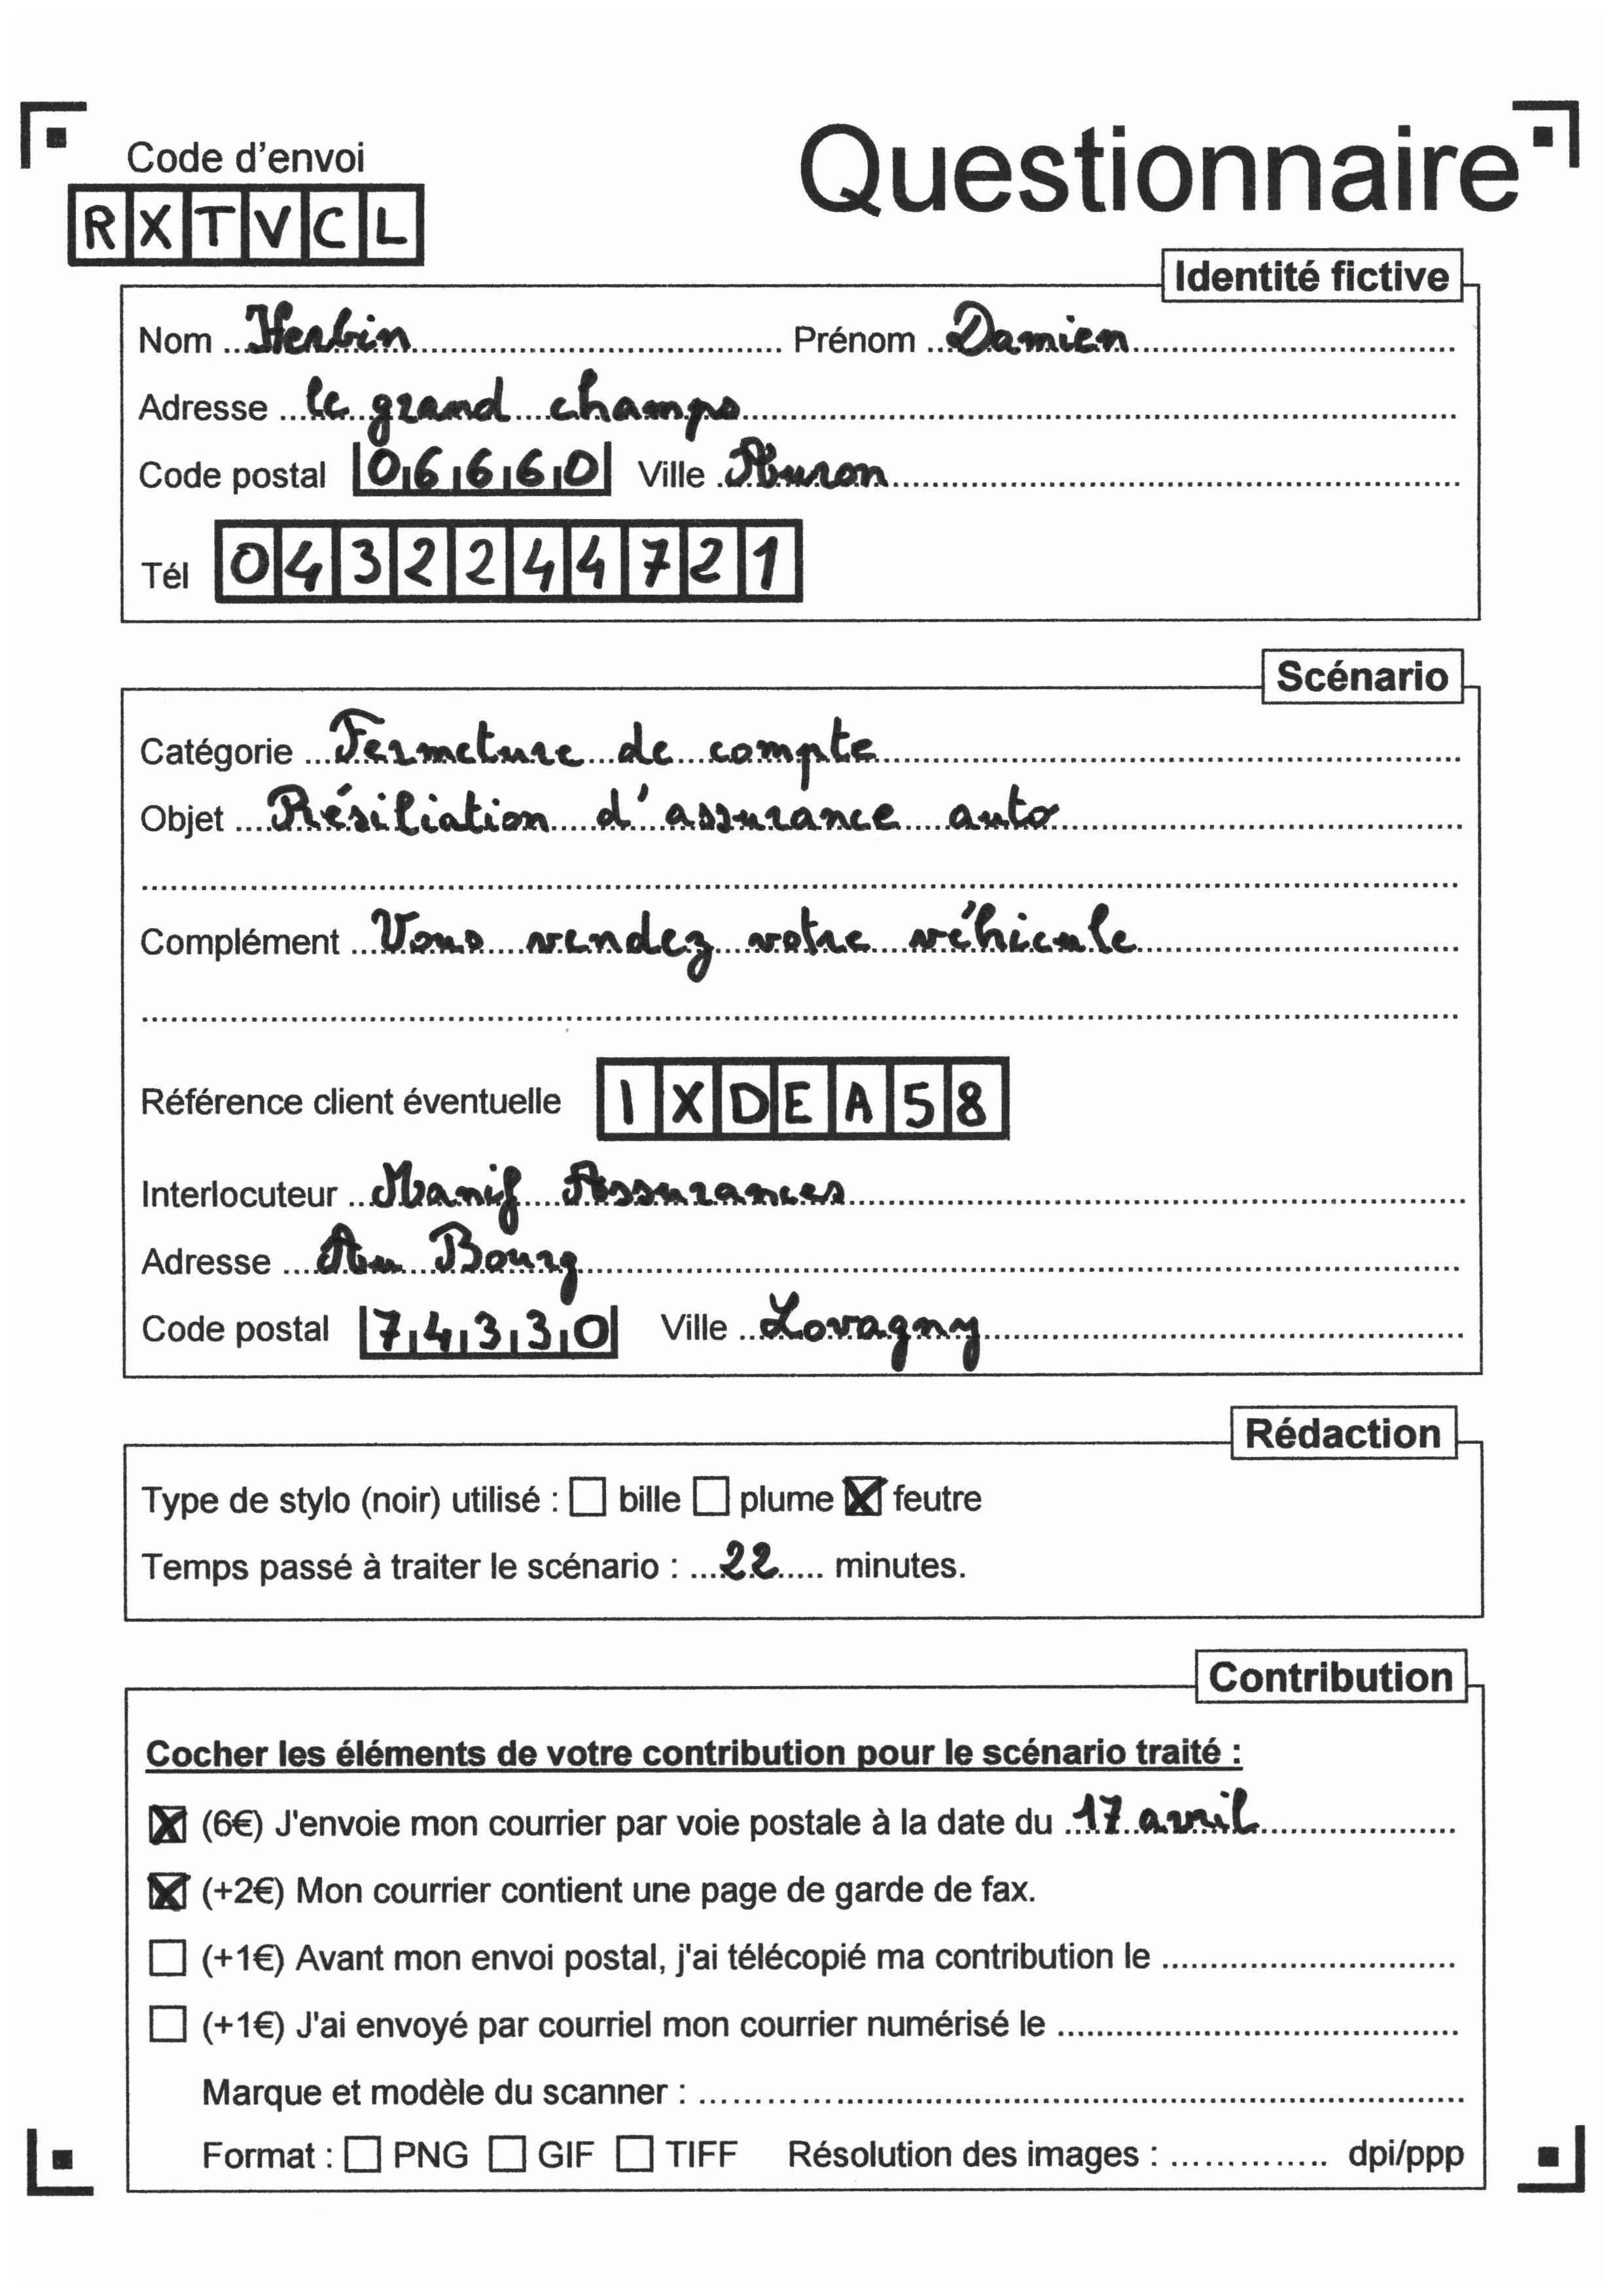 Code d'envoi
Questionnaire
RXTVCL
Identité fictive
Nom Herbin Prénom Damien
Adresse le grand champs
Code postal 06660 Ville Auron
Tél 0432244721
Scénario
Catégorie Fermeture de compte
Objet Résiliation d'assurance auto
Complément Vous vendez votre véhicule
Référence client éventuelle 1XDEA58
Interlocuteur Manif Assurances
Adresse Au Bourg
Code postal 74330 Ville Lovagny
Rédaction
Type de stylo (noir) utilisé : ☐ bille ☐ plume ☒ feutre
Temps passé à traiter le scénario : 22 minutes.
Contribution
Cocher les éléments de votre contribution pour le scénario traité :
☒ (6€) J'envoie mon courrier par voie postale à la date du 17 avril
☒ (+2€) Mon courrier contient une page de garde de fax.
☐ (+1€) Avant mon envoi postal, j'ai télécopié ma contribution le
☐ (+1€) J'ai envoyé par courriel mon courrier numérisé le
Marque et modèle du scanner :
Format : ☐ PNG ☐ GIF ☐ TIFF Résolution des images : dpi/ppp